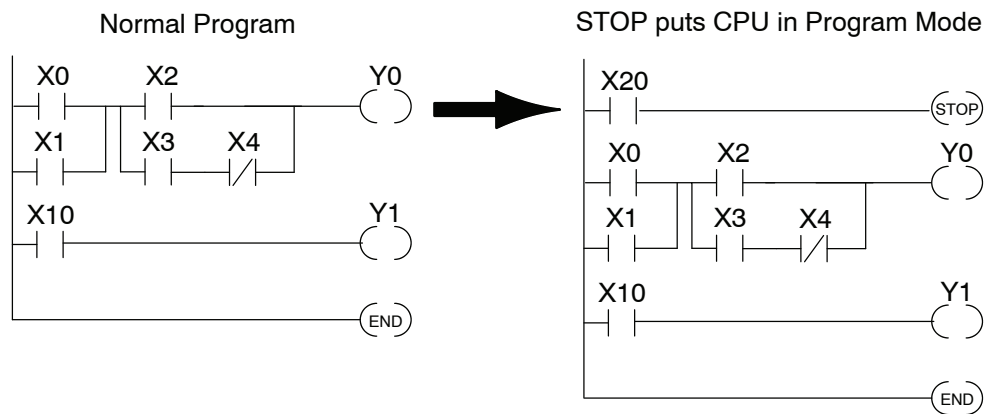 Normal Program
X0 X2 Y0
X1 X3 X4
X10 Y1
END
STOP puts CPU in Program Mode
X20
STOP
X0 X2 Y0
X1 X3 X4
X10 Y1
END